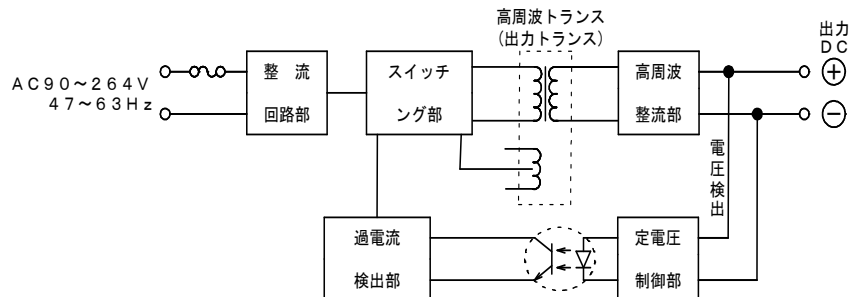 高周波トランス
(出力トランス)
出力
DC
AC90～264V
47～63Hz
整 流
回路部
スイッチ
ング部
高周波
整流部
＋
－
電圧検出
過電流
検出部
定電圧
制御部